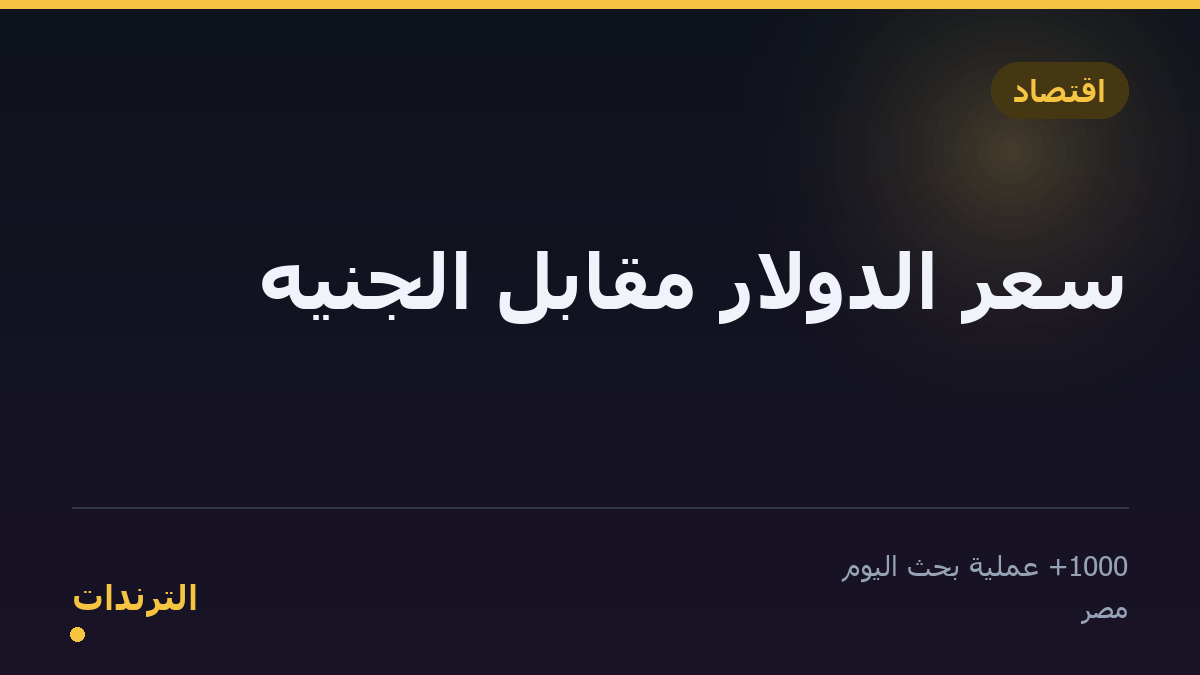 اقتصاد
سعر الدولار مقابل الجنيه
1000+ عملية بحث اليوم
مصر
الترندات